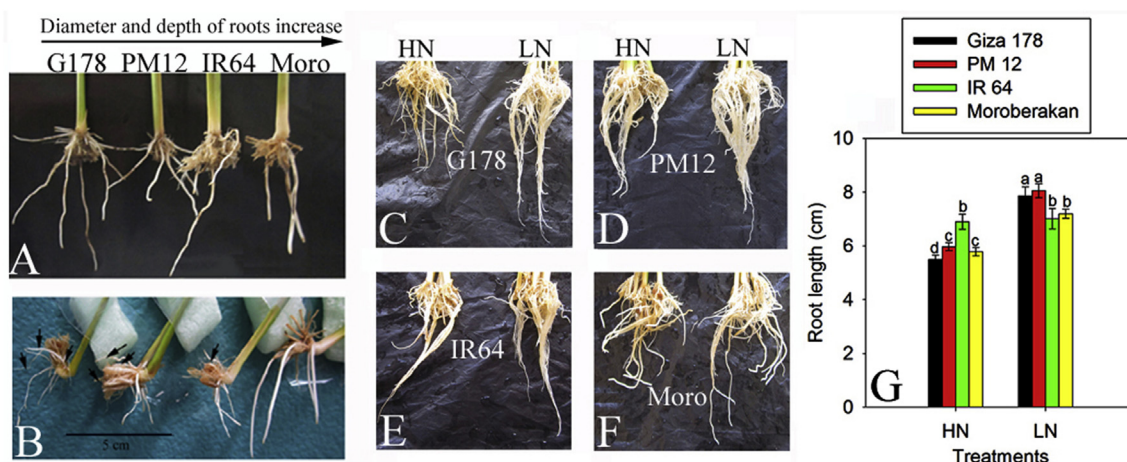 Diameter and depth of roots increase
G178 PM12 IR64 Moro
A
B
5 cm
HN LN
G178
C
HN LN
PM12
D
IR64
E
Moro
F
Giza 178
PM 12
IR 64
Moroberakan
10
8
6
4
2
0
Root length (cm)
d c b c
a a b b
G
HN LN
Treatments